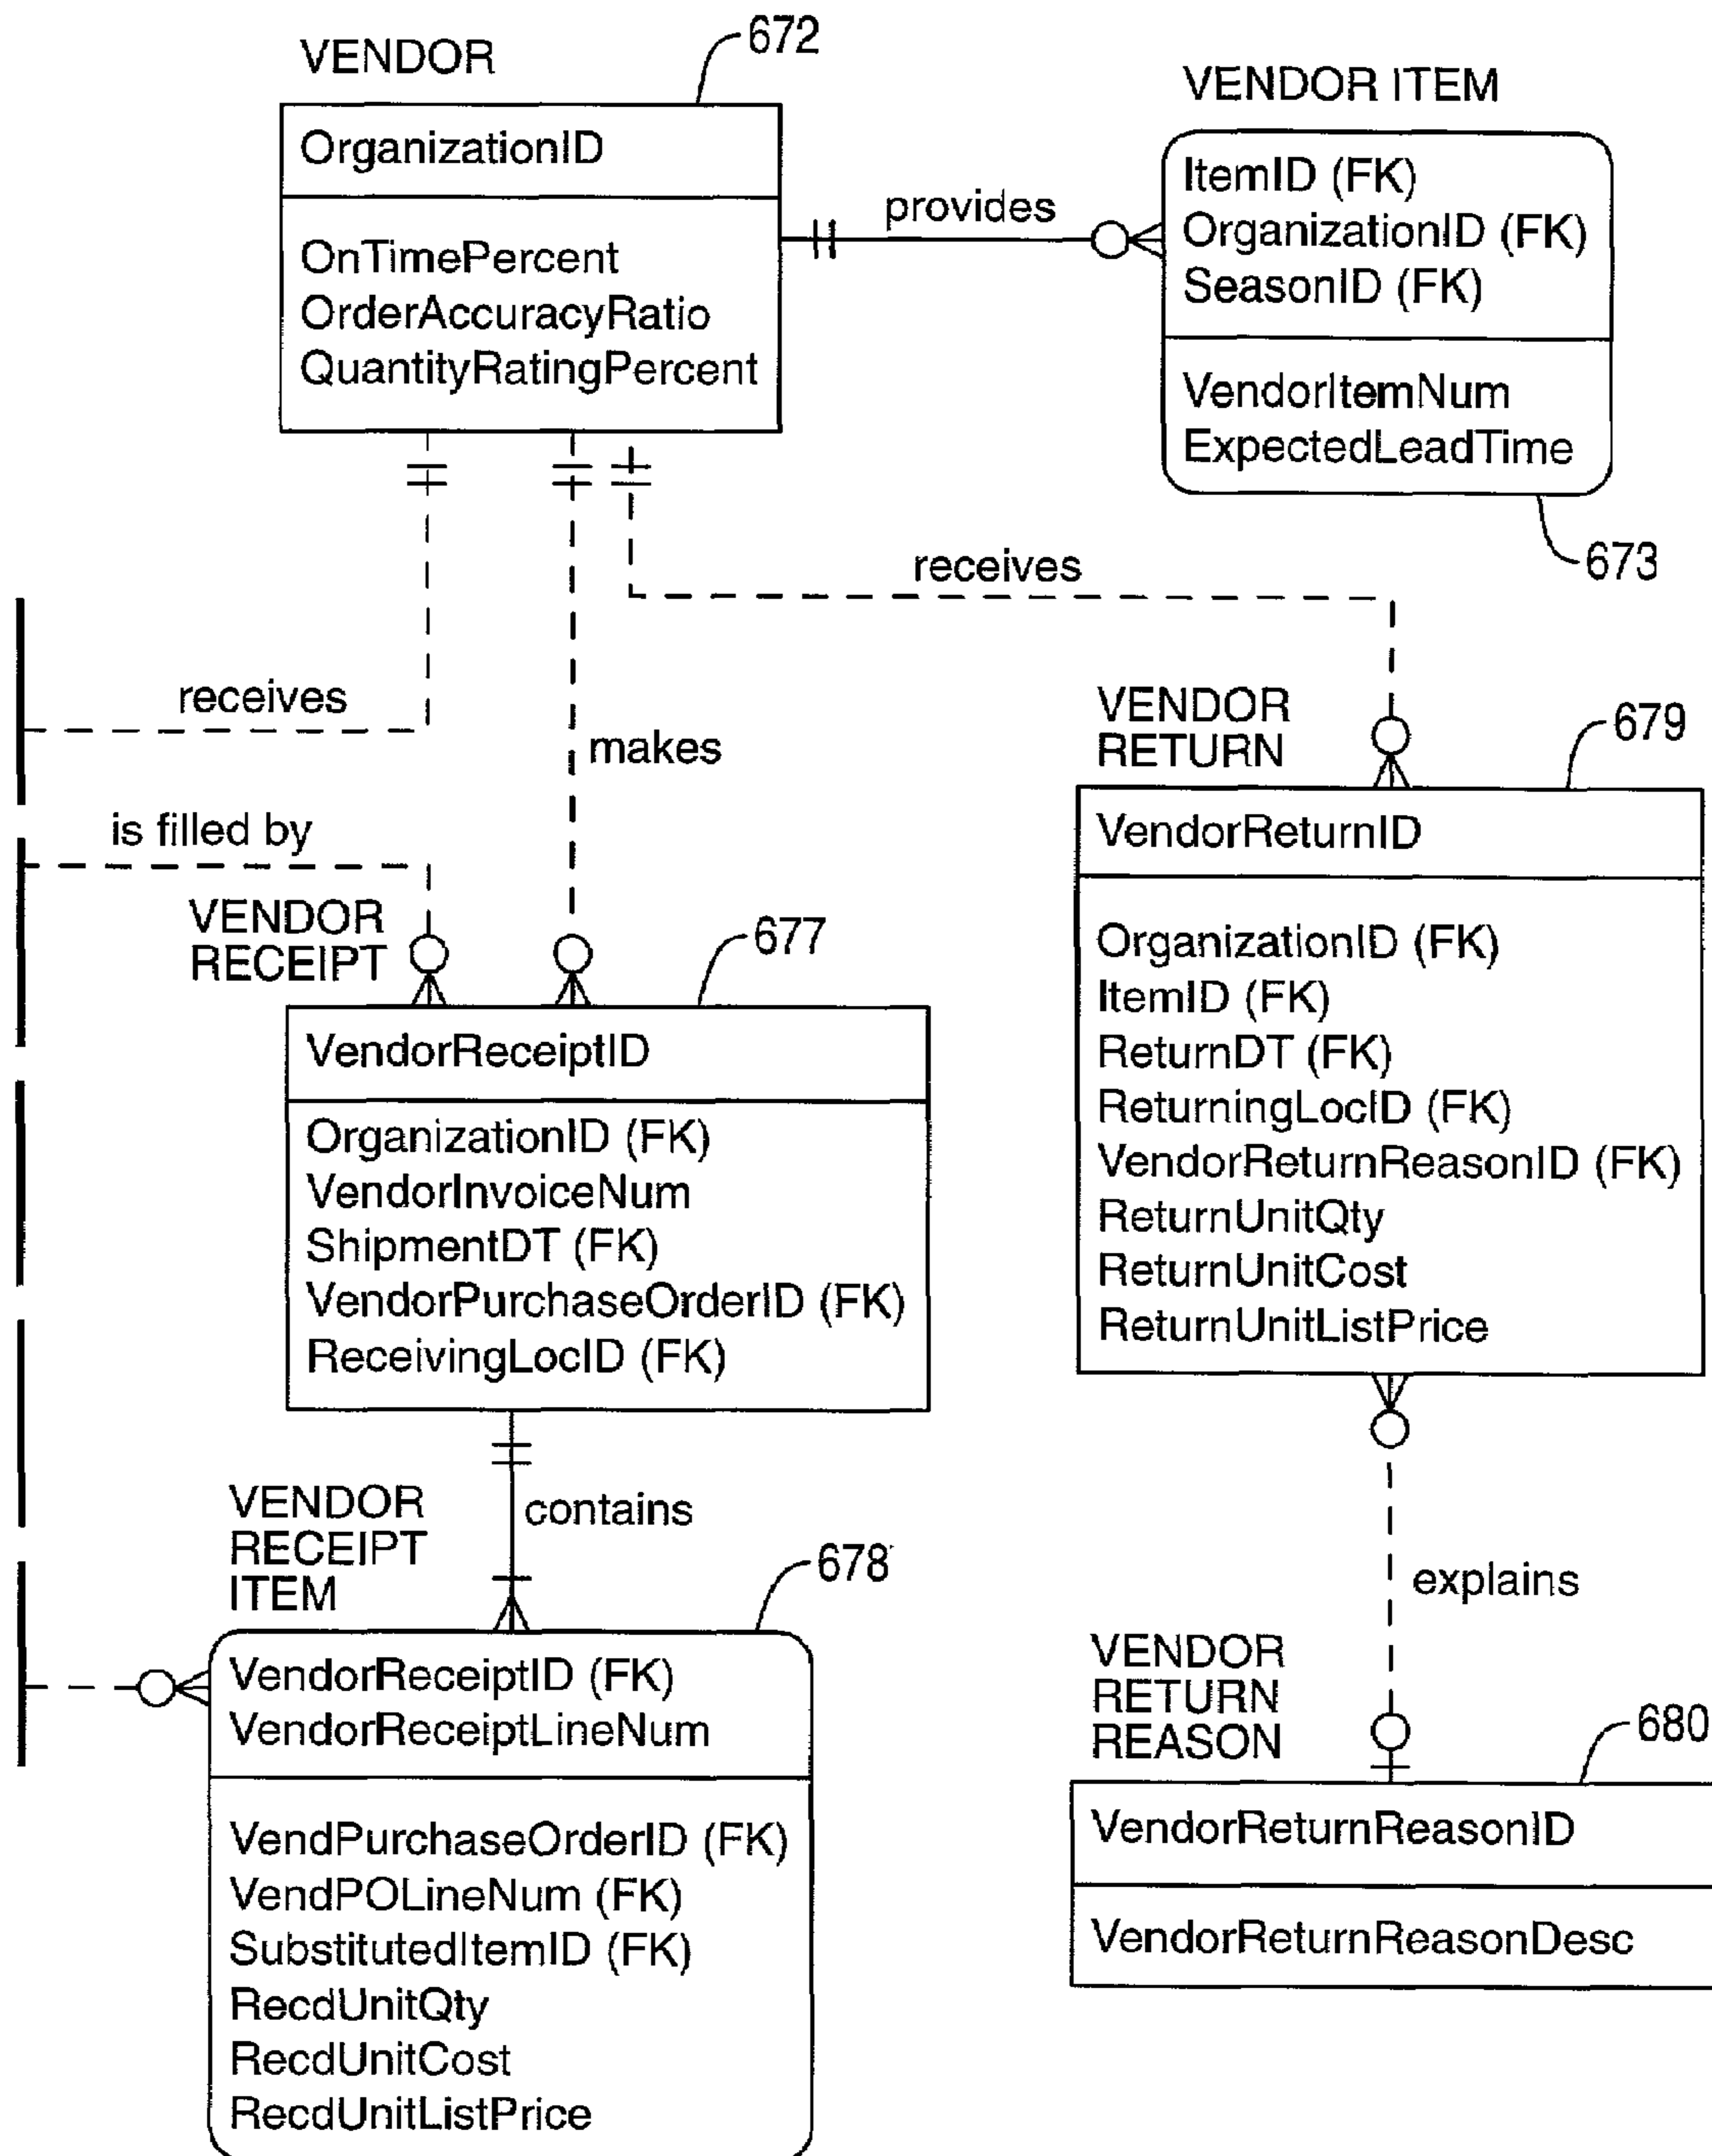 VENDOR
672
OrganizationID
OnTimePercent
OrderAccuracyRatio
QuantityRatingPercent
provides
VENDOR ITEM
ItemID (FK)
OrganizationID (FK)
SeasonID (FK)
VendorItemNum
ExpectedLeadTime
673
receives
receives
makes
is filled by
VENDOR
RECEIPT
677
VendorReceiptID
OrganizationID (FK)
VendorInvoiceNum
ShipmentDT (FK)
VendorPurchaseOrderID (FK)
ReceivingLocID (FK)
VENDOR
RETURN
679
VendorReturnID
OrganizationID (FK)
ItemID (FK)
ReturnDT (FK)
ReturningLocID (FK)
VendorReturnReasonID (FK)
ReturnUnitQty
ReturnUnitCost
ReturnUnitListPrice
contains
VENDOR
RECEIPT
ITEM
678
VendorReceiptID (FK)
VendorReceiptLineNum
VendPurchaseOrderID (FK)
VendPOLineNum (FK)
SubstitutedItemID (FK)
RecdUnitQty
RecdUnitCost
RecdUnitListPrice
explains
VENDOR
RETURN
REASON
680
VendorReturnReasonID
VendorReturnReasonDesc